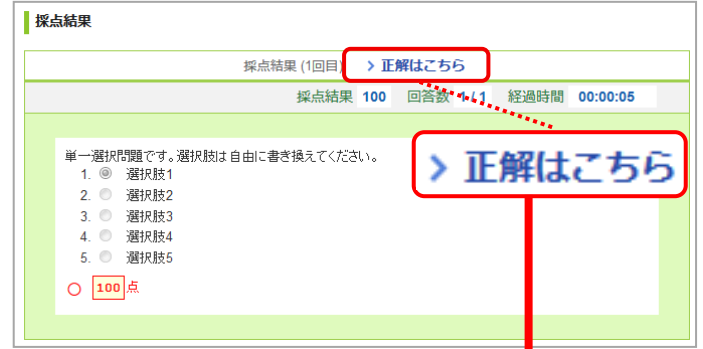 採点結果
採点結果 (1回目) > 正解はこちら
採点結果 100 回答数 1 / 1 経過時間 00:00:05
> 正解はこちら
単一選択問題です。選択肢は自由に書き換えてください。
1. 選択肢1
2. 選択肢2
3. 選択肢3
4. 選択肢4
5. 選択肢5
○ 100 点